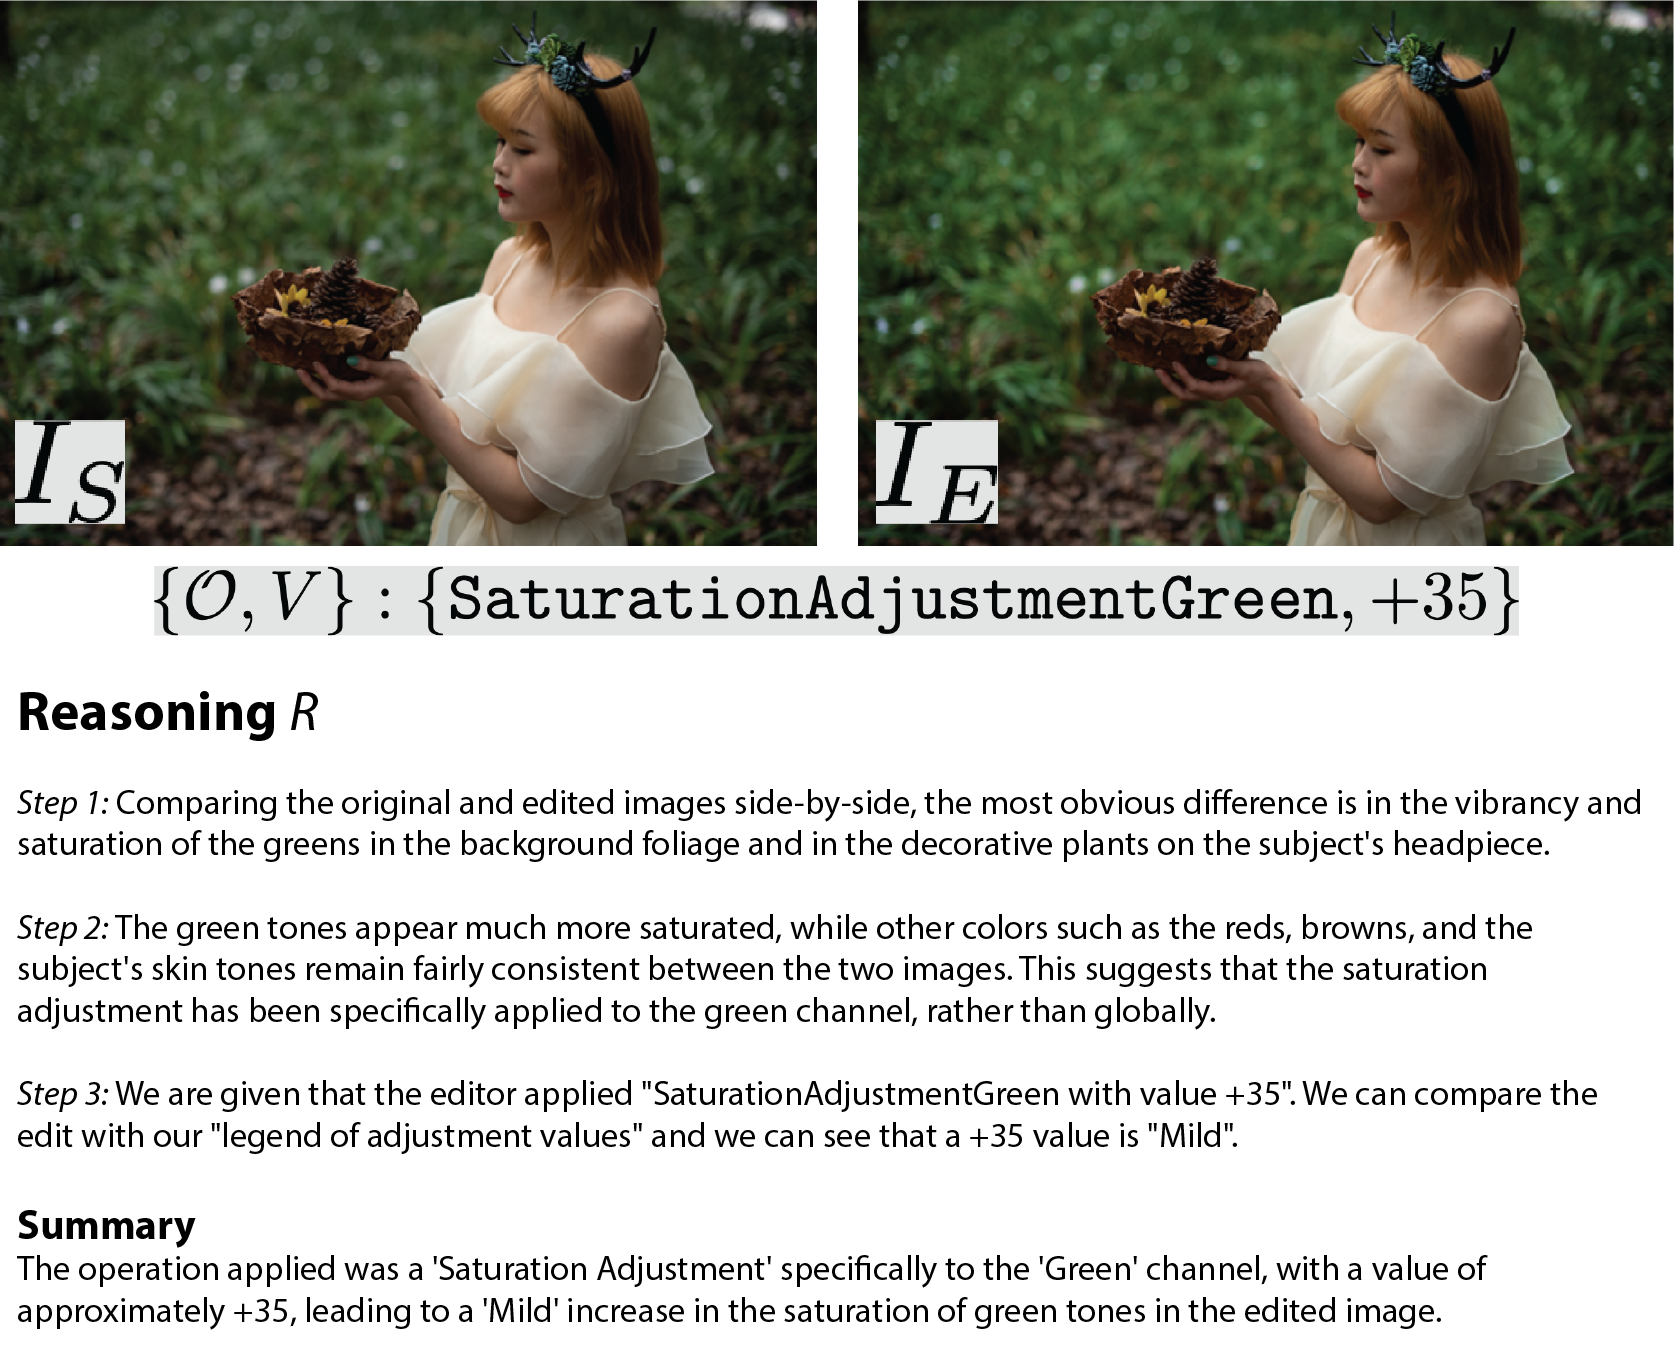 I_S
I_E
{𝒪, V} : {SaturationAdjustmentGreen, +35}
Reasoning R
Step 1: Comparing the original and edited images side-by-side, the most obvious difference is in the vibrancy and
saturation of the greens in the background foliage and in the decorative plants on the subject's headpiece.
Step 2: The green tones appear much more saturated, while other colors such as the reds, browns, and the
subject's skin tones remain fairly consistent between the two images. This suggests that the saturation
adjustment has been specifically applied to the green channel, rather than globally.
Step 3: We are given that the editor applied "SaturationAdjustmentGreen with value +35". We can compare the
edit with our "legend of adjustment values" and we can see that a +35 value is "Mild".
Summary
The operation applied was a 'Saturation Adjustment' specifically to the 'Green' channel, with a value of
approximately +35, leading to a 'Mild' increase in the saturation of green tones in the edited image.